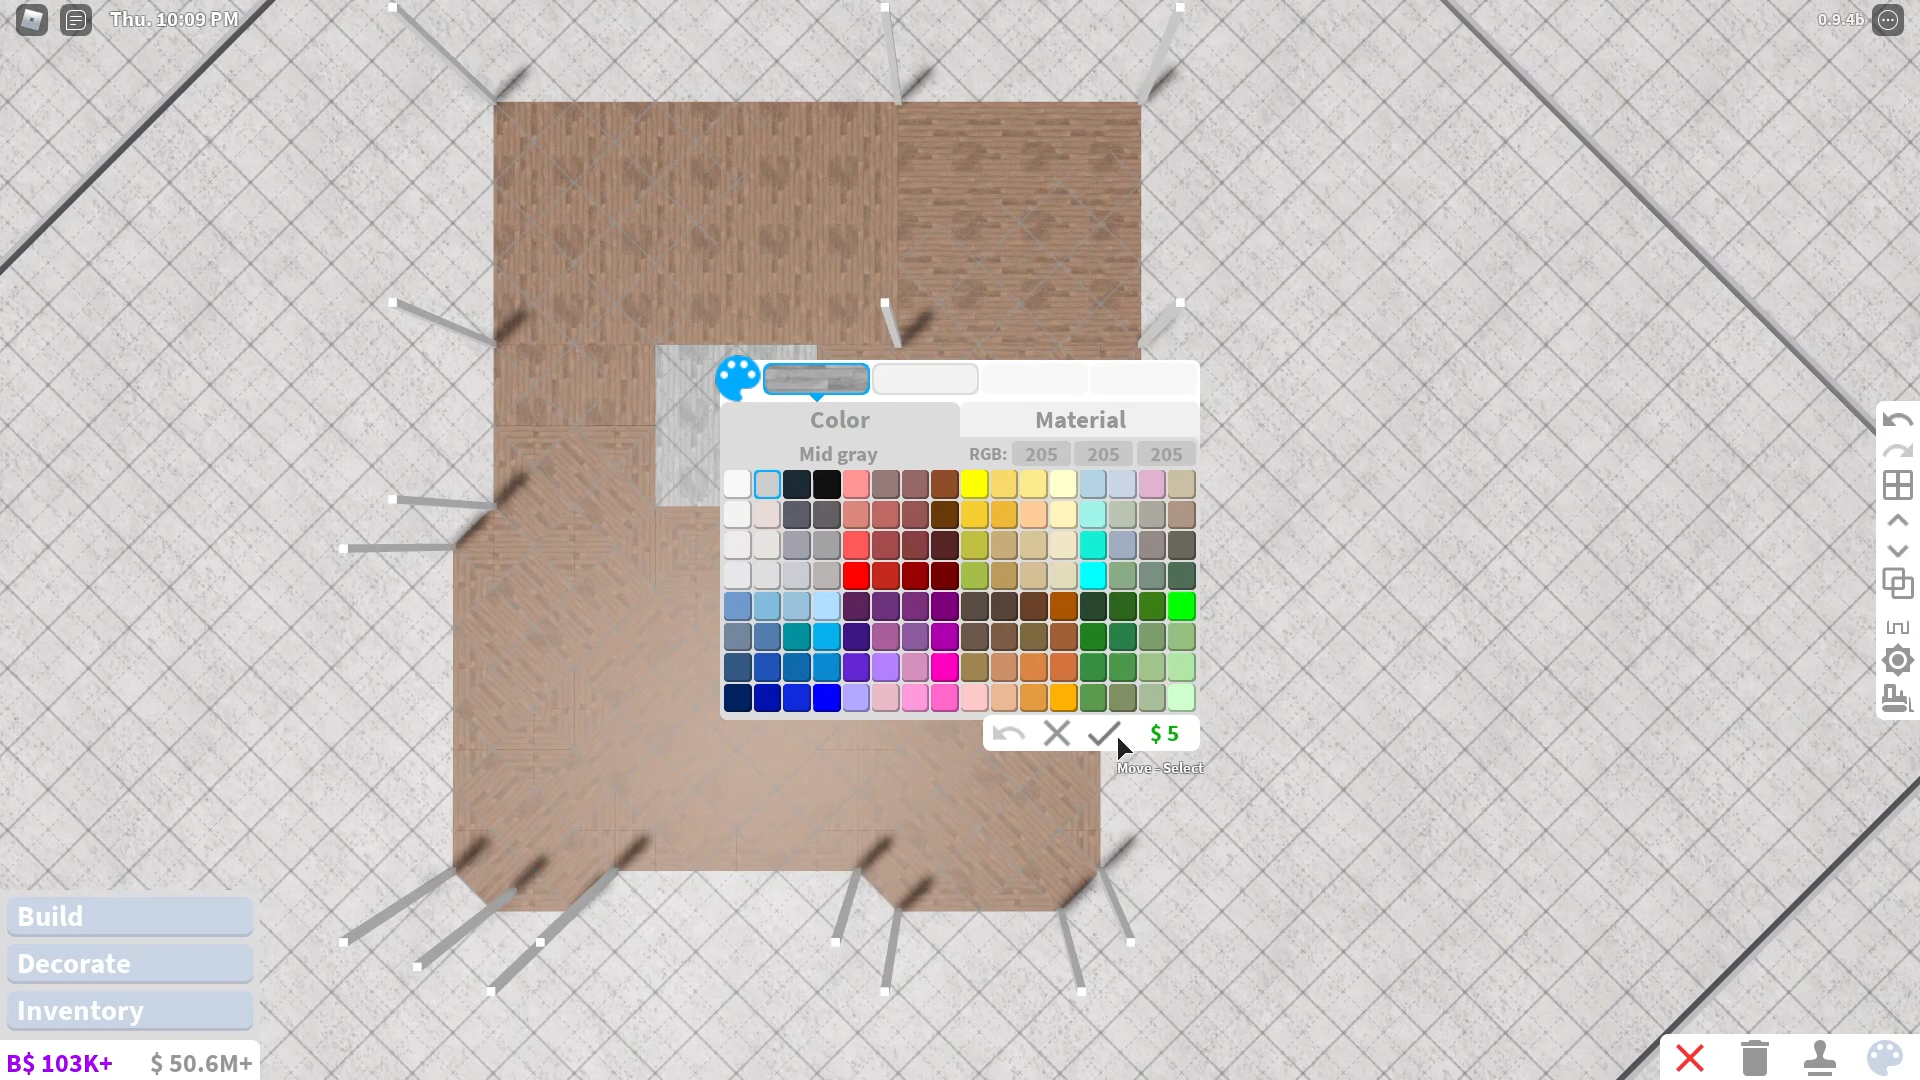 Thu. 10:09 PM
0.9.4b
Color
Material
Mid gray
RGB: 205 205 205
$ 5
Move - Select
Build
Decorate
Inventory
B$ 103K+ $ 50.6M+